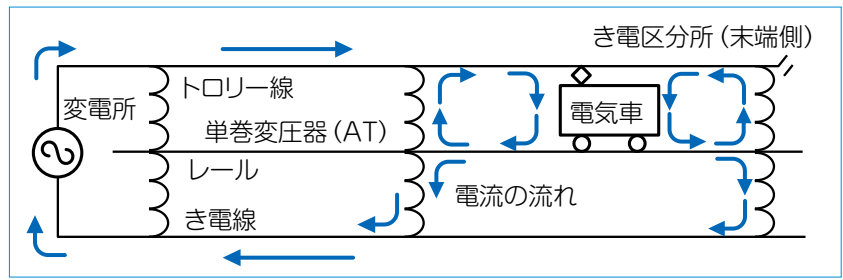 き電区分所（末端側）
トロリー線
変電所
電気車
単巻変圧器（AT）
レール
電流の流れ
き電線